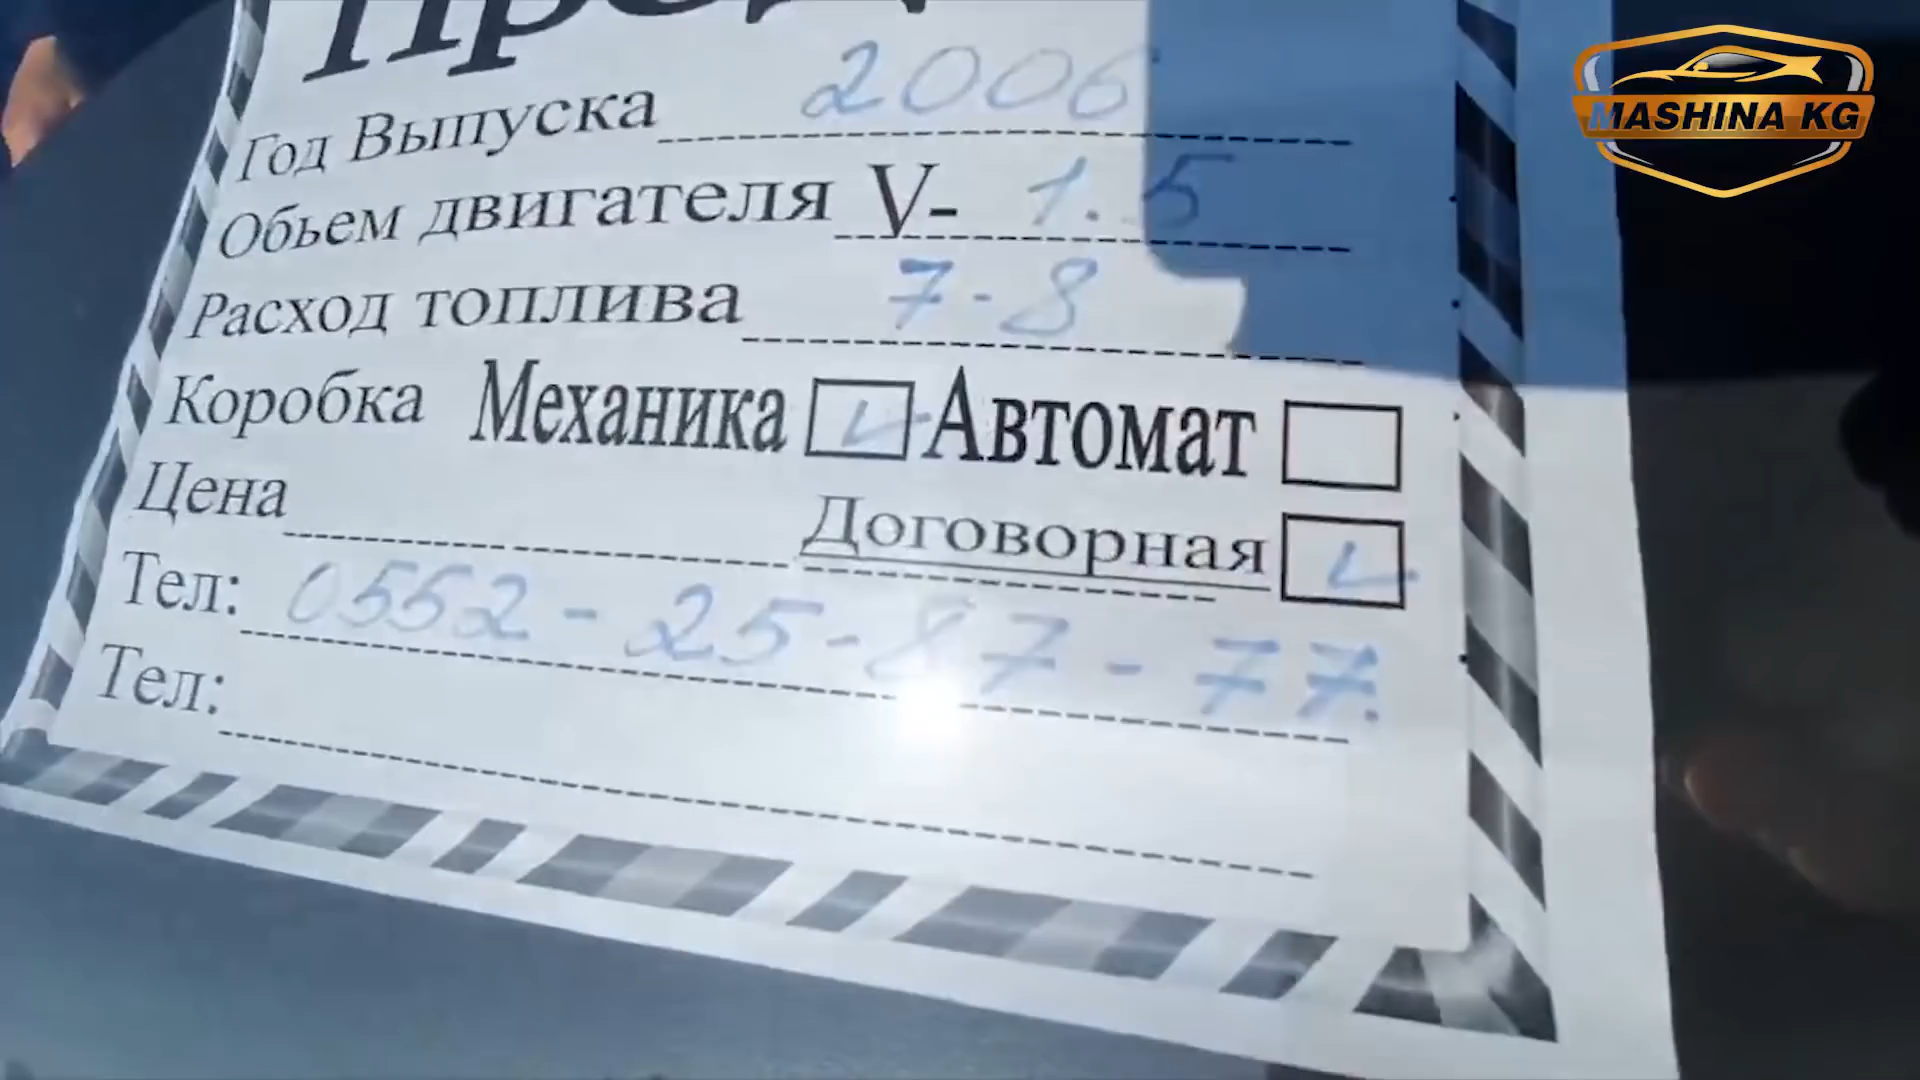 MASHINA KG
Год Выпуска 2006
Обьем двигателя V- 1.5
Расход топлива 7-8
Коробка Механика Автомат
Цена Договорная
Тел: 0552-25-87-77.
Тел: